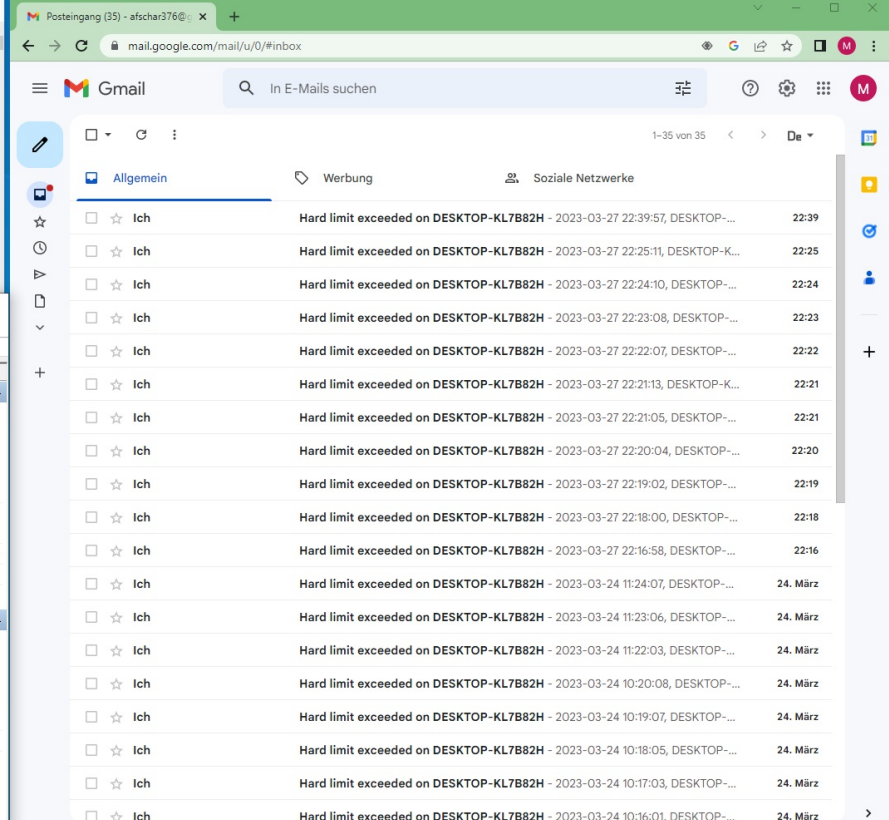 Posteingang (35) - afschar376@g
mail.google.com/mail/u/0/#inbox
G
M
Gmail
In E-Mails suchen
M
1–35 von 35
De
31
Allgemein
Werbung
Soziale Netzwerke
Ich Hard limit exceeded on DESKTOP-KL7B82H - 2023-03-27 22:39:57, DESKTOP-... 22:39
Ich Hard limit exceeded on DESKTOP-KL7B82H - 2023-03-27 22:25:11, DESKTOP-K... 22:25
Ich Hard limit exceeded on DESKTOP-KL7B82H - 2023-03-27 22:24:10, DESKTOP-... 22:24
Ich Hard limit exceeded on DESKTOP-KL7B82H - 2023-03-27 22:23:08, DESKTOP-... 22:23
Ich Hard limit exceeded on DESKTOP-KL7B82H - 2023-03-27 22:22:07, DESKTOP-... 22:22
Ich Hard limit exceeded on DESKTOP-KL7B82H - 2023-03-27 22:21:13, DESKTOP-K... 22:21
Ich Hard limit exceeded on DESKTOP-KL7B82H - 2023-03-27 22:21:05, DESKTOP-... 22:21
Ich Hard limit exceeded on DESKTOP-KL7B82H - 2023-03-27 22:20:04, DESKTOP-... 22:20
Ich Hard limit exceeded on DESKTOP-KL7B82H - 2023-03-27 22:19:02, DESKTOP-... 22:19
Ich Hard limit exceeded on DESKTOP-KL7B82H - 2023-03-27 22:18:00, DESKTOP-... 22:18
Ich Hard limit exceeded on DESKTOP-KL7B82H - 2023-03-27 22:16:58, DESKTOP-... 22:16
Ich Hard limit exceeded on DESKTOP-KL7B82H - 2023-03-24 11:24:07, DESKTOP-... 24. März
Ich Hard limit exceeded on DESKTOP-KL7B82H - 2023-03-24 11:23:06, DESKTOP-... 24. März
Ich Hard limit exceeded on DESKTOP-KL7B82H - 2023-03-24 11:22:03, DESKTOP-... 24. März
Ich Hard limit exceeded on DESKTOP-KL7B82H - 2023-03-24 10:20:08, DESKTOP-... 24. März
Ich Hard limit exceeded on DESKTOP-KL7B82H - 2023-03-24 10:19:07, DESKTOP-... 24. März
Ich Hard limit exceeded on DESKTOP-KL7B82H - 2023-03-24 10:18:05, DESKTOP-... 24. März
Ich Hard limit exceeded on DESKTOP-KL7B82H - 2023-03-24 10:17:03, DESKTOP-... 24. März
Ich Hard limit exceeded on DESKTOP-KL7B82H - 2023-03-24 10:16:01, DESKTOP-... 24. März